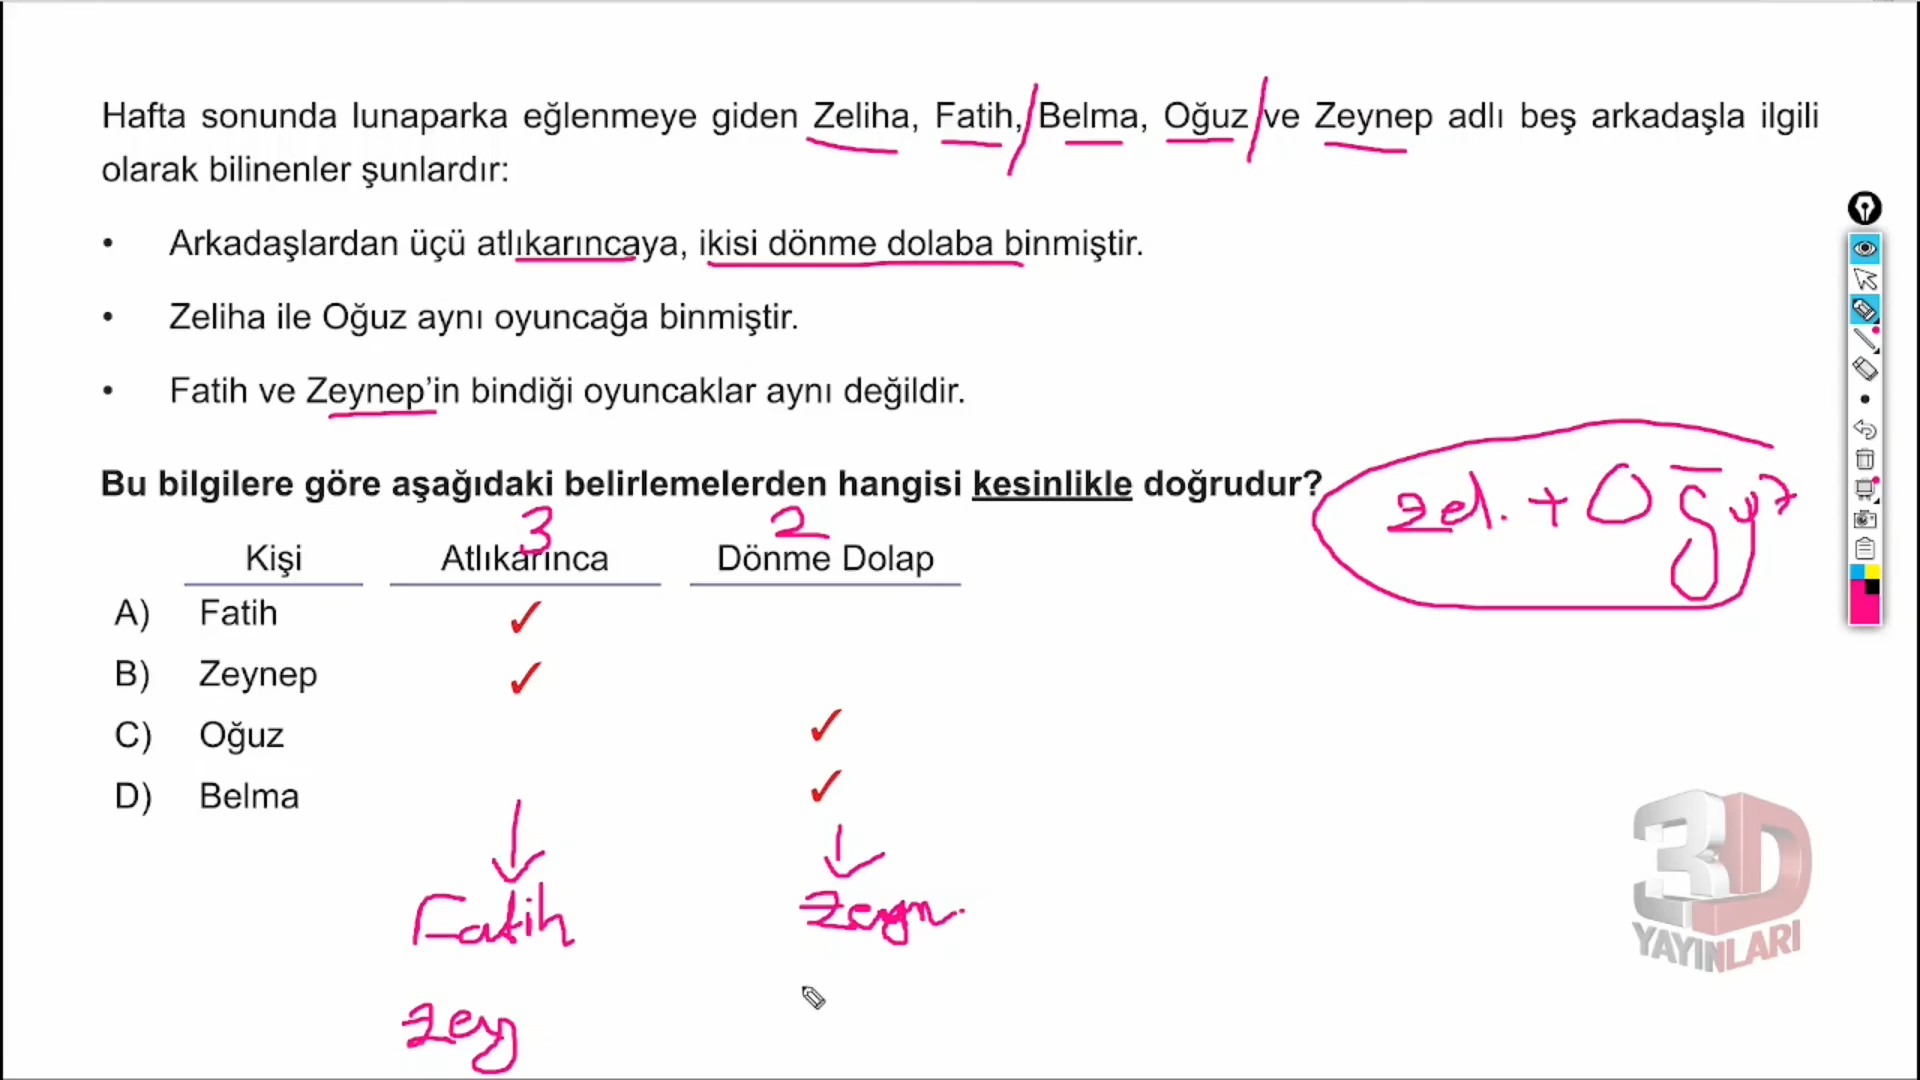 Hafta sonunda lunaparka eğlenmeye giden Zeliha, Fatih, Belma, Oğuz ve Zeynep adlı beş arkadaşla ilgili
olarak bilinenler şunlardır:
• Arkadaşlardan üçü atlıkarıncaya, ikisi dönme dolaba binmiştir.
• Zeliha ile Oğuz aynı oyuncağa binmiştir.
• Fatih ve Zeynep’in bindiği oyuncaklar aynı değildir.
Bu bilgilere göre aşağıdaki belirlemelerden hangisi kesinlikle doğrudur?
zel. + Oğuz
3 2
Kişi Atlıkarınca Dönme Dolap
A) Fatih ✓
B) Zeynep ✓
C) Oğuz ✓
D) Belma ✓
Fatih Zeyn.
Zey
3D
YAYINLARI